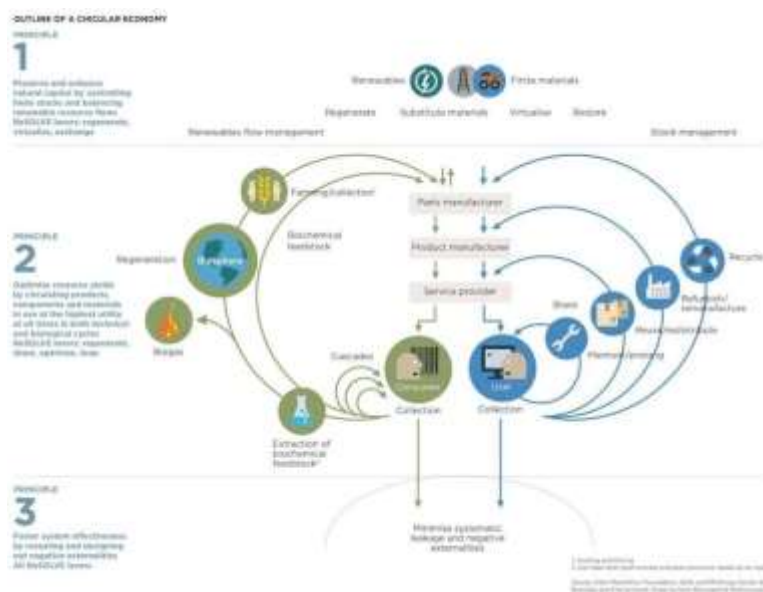 OUTLINE OF A CIRCULAR ECONOMY
PRINCIPLE
1
Preserve and enhance
natural capital by controlling
finite stocks and balancing
renewable resource flows
ReSOLVE levers: regenerate,
virtualise, exchange
Renewables
Finite materials
Regenerate
Substitute materials
Virtualise
Restore
Renewables flow management
Stock management
PRINCIPLE
2
Optimise resource yields
by circulating products,
components and materials
in use at the highest utility
at all times in both technical
and biological cycles
ReSOLVE levers: regenerate,
share, optimise, loop
Farming/collection
Biochemical
feedstock
Regeneration
Biosphere
Biogas
Cascades
Extraction of
biochemical
feedstock
Parts manufacturer
Product manufacturer
Service provider
Consumer
User
Collection
Collection
Share
Maintain/prolong
Reuse/redistribute
Refurbish/
remanufacture
Recycle
PRINCIPLE
3
Foster system effectiveness
by revealing and designing
out negative externalities
All ReSOLVE levers
Minimise systematic
leakage and negative
externalities